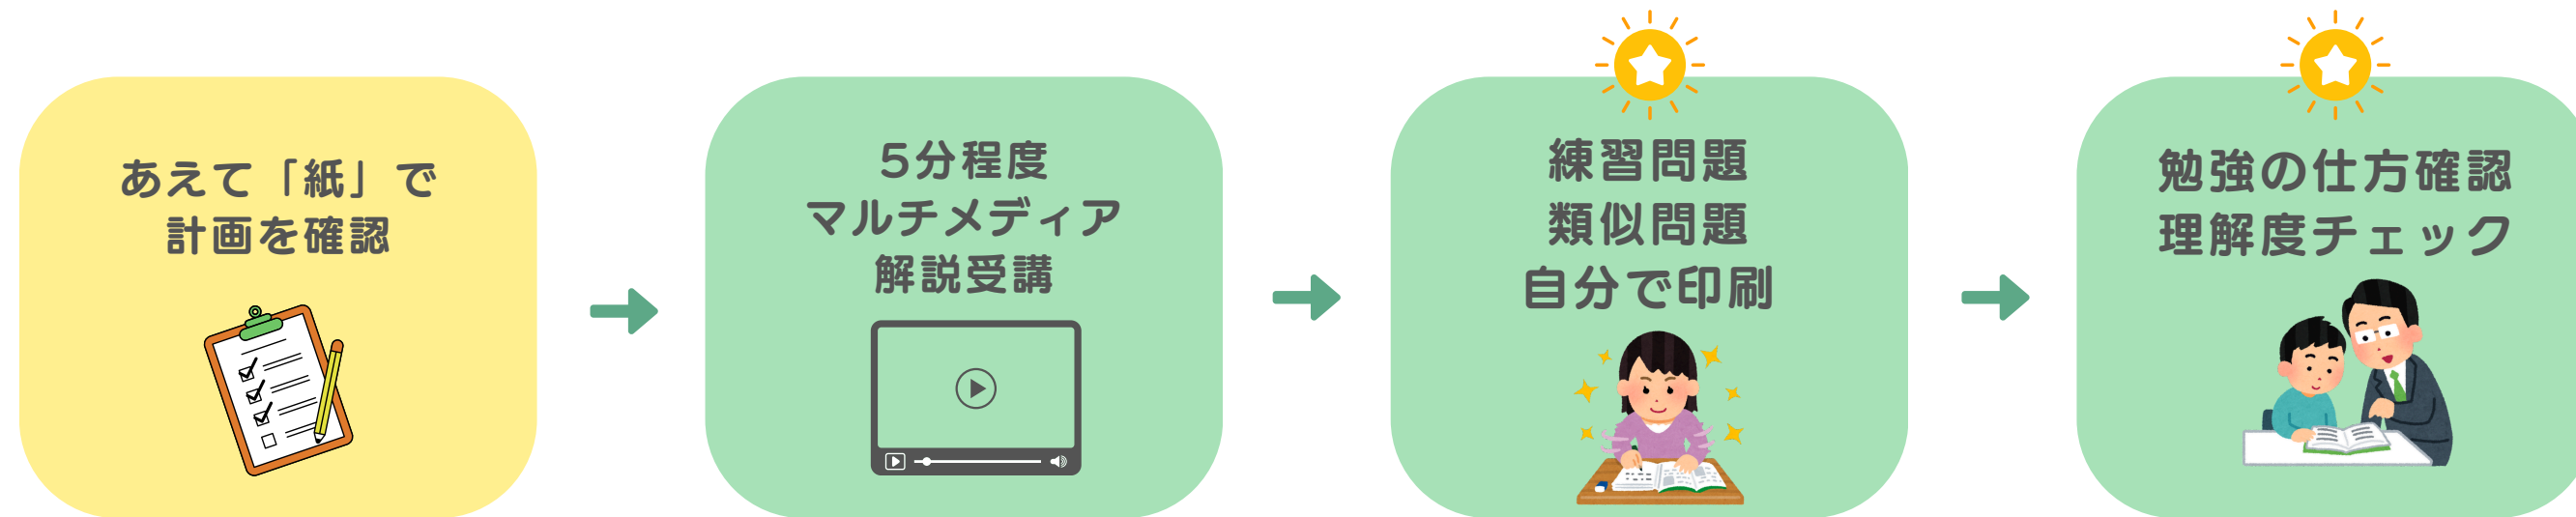 あえて「紙」で
計画を確認
5分程度
マルチメディア
解説受講
練習問題
類似問題
自分で印刷
勉強の仕方確認
理解度チェック